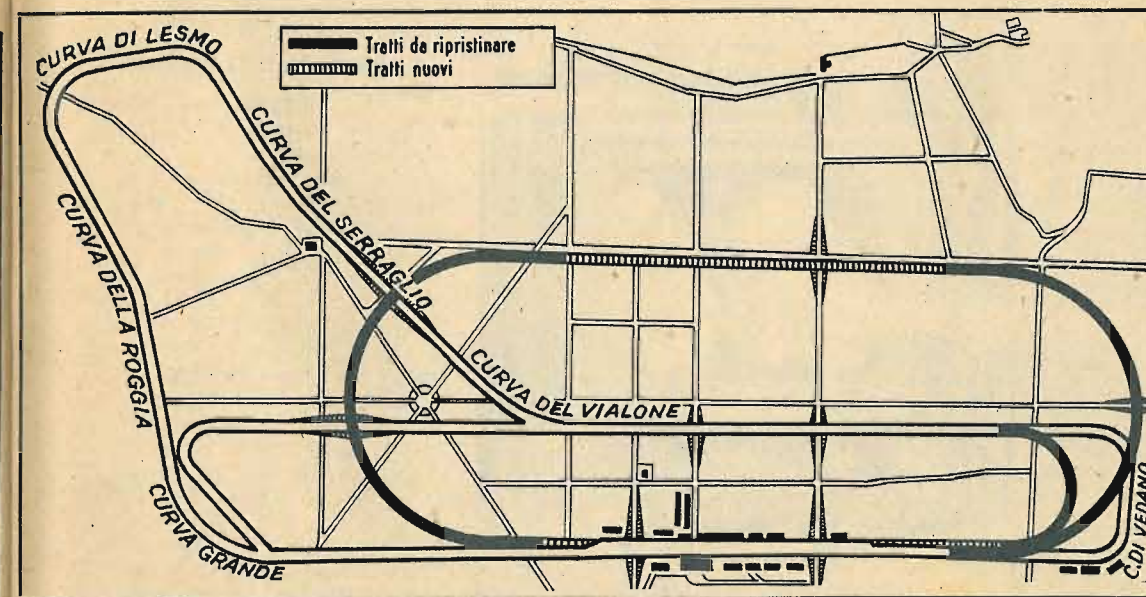 CURVA DI LESMO
Tratti da ripristinare
Tratti nuovi
CURVA DEL SERRAGLIO
CURVA DELLA ROGGIA
CURVA DEL VIALONE
CURVA GRANDE
C.DI VEDANO